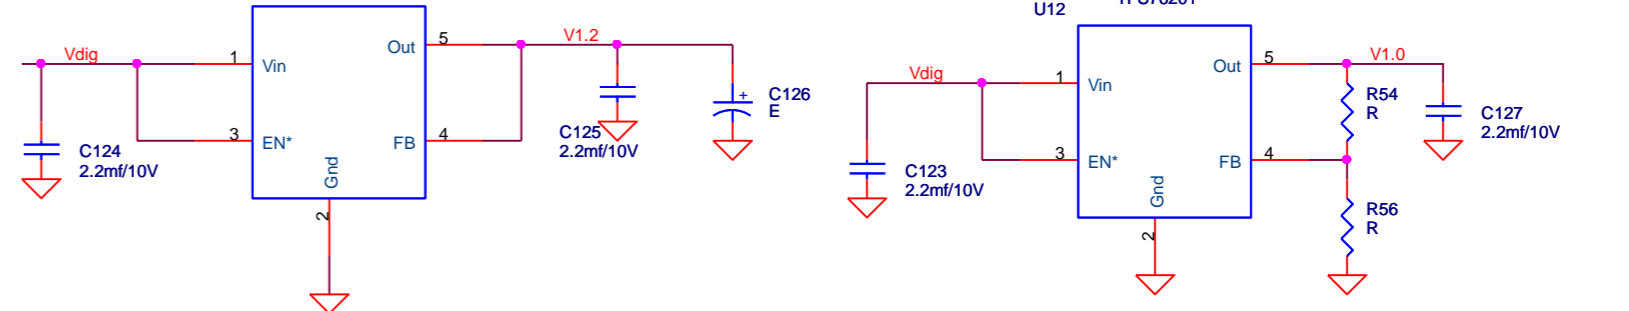 U12
Vdig
1
Vin
Out
5
V1.2
3
EN*
FB
4
Gnd
2
C124
2.2mf/10V
C125
2.2mf/10V
C126
E
Vdig
1
Vin
Out
5
V1.0
3
EN*
FB
4
Gnd
2
C123
2.2mf/10V
R54
R
R56
R
C127
2.2mf/10V